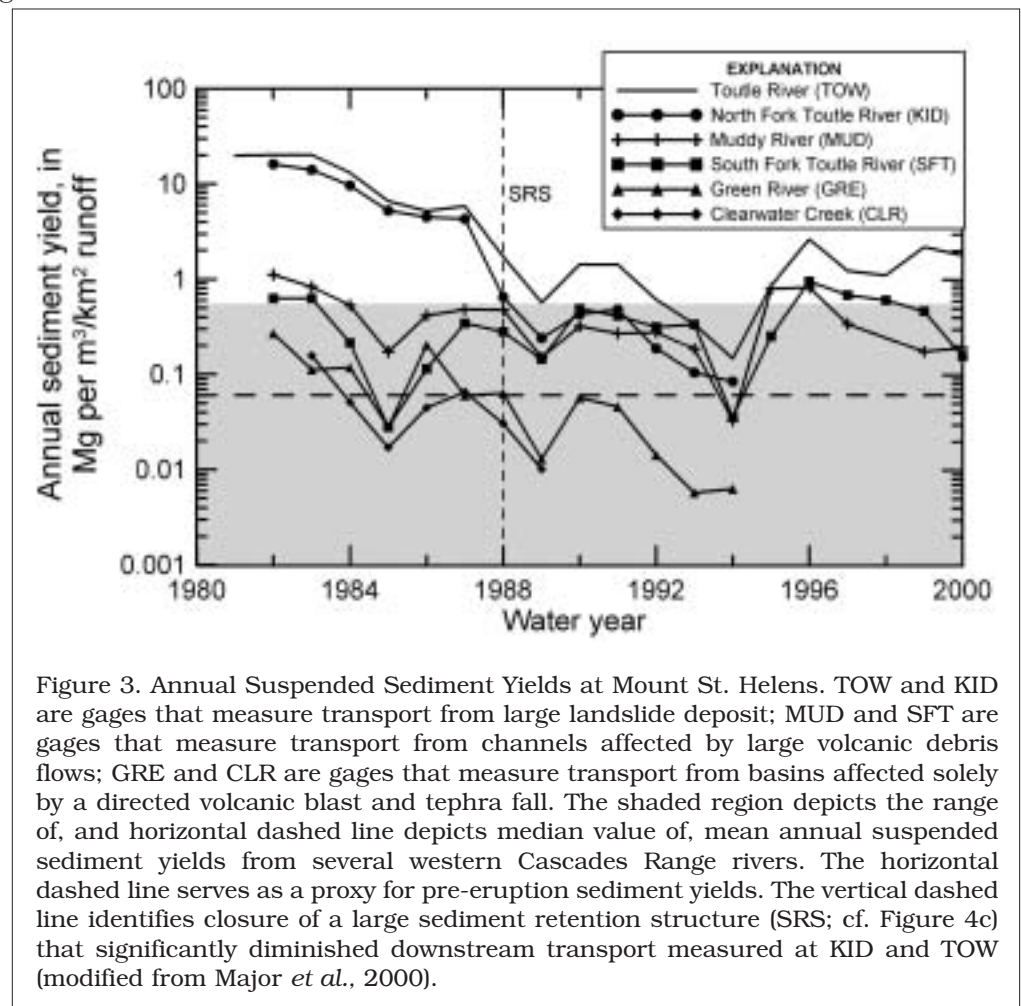 EXPLANATION
Toutle River (TOW)
North Fork Toutle River (KID)
Muddy River (MUD)
South Fork Toutle River (SFT)
Green River (GRE)
Clearwater Creek (CLR)
SRS
Annual sediment yield, in
Mg per m³/km² runoff
100
10
1
0.1
0.01
0.001
1980
1984
1988
1992
1996
2000
Water year
Figure 3. Annual Suspended Sediment Yields at Mount St. Helens. TOW and KID
are gages that measure transport from large landslide deposit; MUD and SFT are
gages that measure transport from channels affected by large volcanic debris
flows; GRE and CLR are gages that measure transport from basins affected solely
by a directed volcanic blast and tephra fall. The shaded region depicts the range
of, and horizontal dashed line depicts median value of, mean annual suspended
sediment yields from several western Cascades Range rivers. The horizontal
dashed line serves as a proxy for pre-eruption sediment yields. The vertical dashed
line identifies closure of a large sediment retention structure (SRS; cf. Figure 4c)
that significantly diminished downstream transport measured at KID and TOW
(modified from Major et al., 2000).